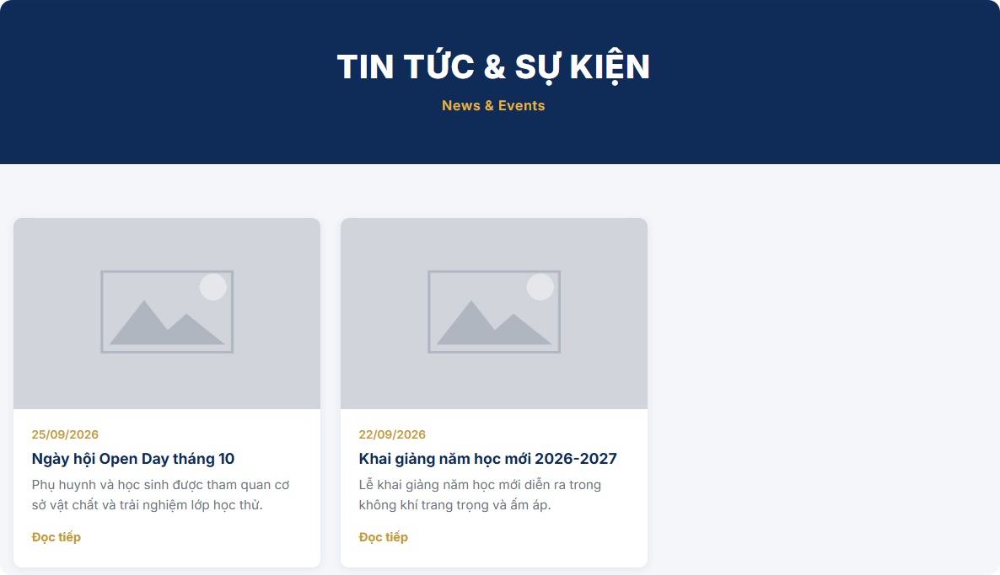 TIN TỨC & SỰ KIỆN
News & Events
25/09/2026
Ngày hội Open Day tháng 10
Phụ huynh và học sinh được tham quan cơ
sở vật chất và trải nghiệm lớp học thử.
Đọc tiếp
22/09/2026
Khai giảng năm học mới 2026-2027
Lễ khai giảng năm học mới diễn ra trong
không khí trang trọng và ấm áp.
Đọc tiếp